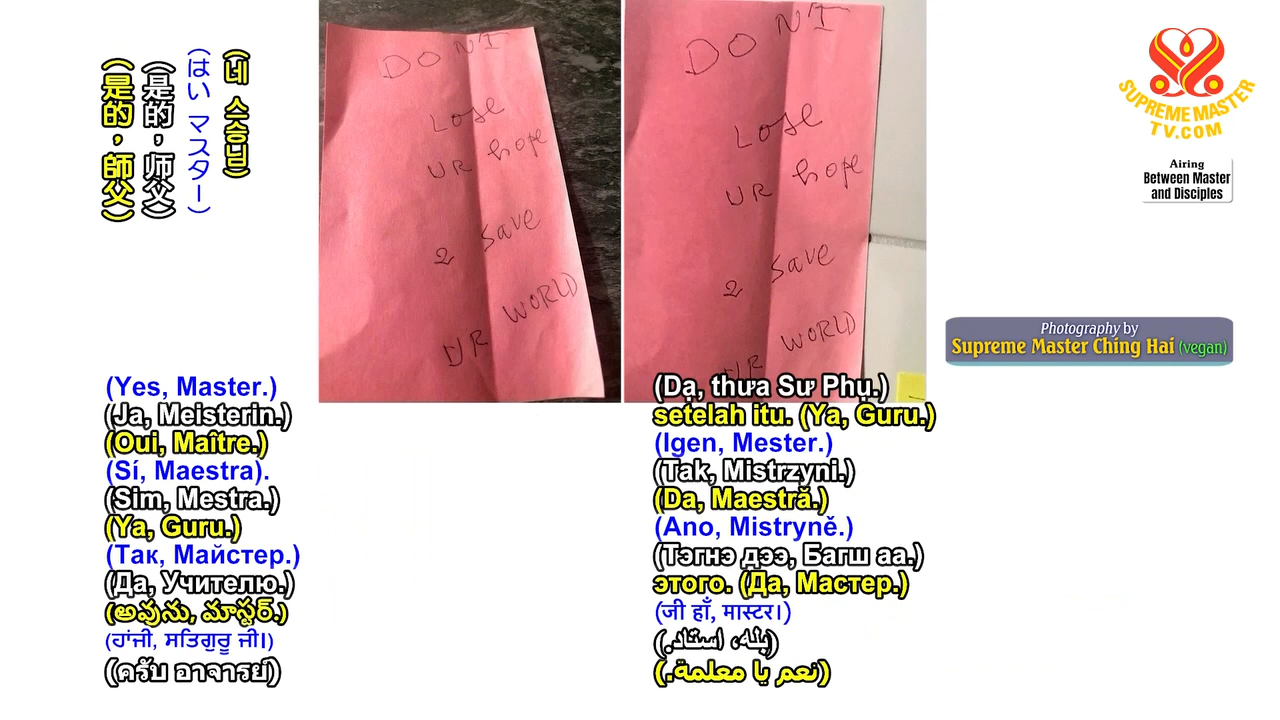 (네 스승님)
(はい マスター)
(是的，师父)
(是的，師父)
DONT
Lose
UR hope
2 Save
UR WORLD
DONT
Lose
UR hope
2 Save
UR WORLD
SUPREME MASTER
TV.COM
Airing
Between Master
and Disciples
Photography by
Supreme Master Ching Hai (vegan)
(Yes, Master.)
(Ja, Meisterin.)
(Oui, Maître.)
(Sí, Maestra).
(Sim, Mestra.)
(Ya, Guru.)
(Так, Майстер.)
(Да, Учителю.)
(అవును, మాస్టర్.)
(ਹਾਂਜੀ, ਸਤਿਗੁਰੂ ਜੀ।)
(ครับ อาจารย์)
(Dạ, thưa Sư Phụ.)
setelah itu. (Ya, Guru.)
(Igen, Mester.)
(Tak, Mistrzyni.)
(Da, Maestră.)
(Ano, Mistryně.)
(Тэгнэ дээ, Багш аа.)
этого. (Да, Мастер.)
(जी हाँ, मास्टर।)
(بله، استاد.)
(نعم يا معلمة.)